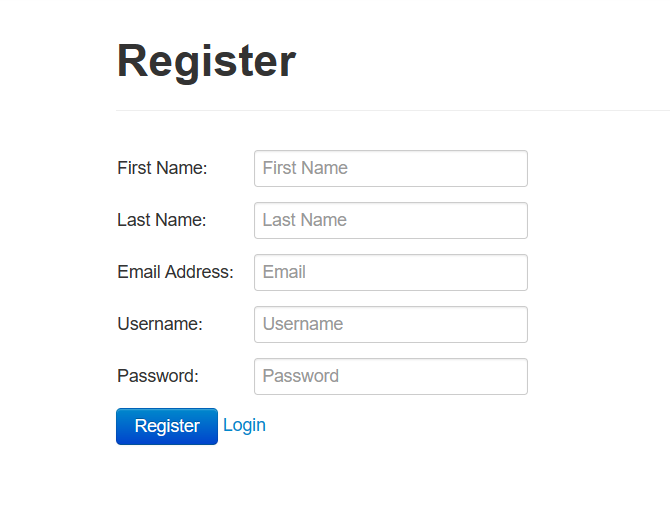 Register
First Name: First Name
Last Name: Last Name
Email Address: Email
Username: Username
Password: Password
Register Login